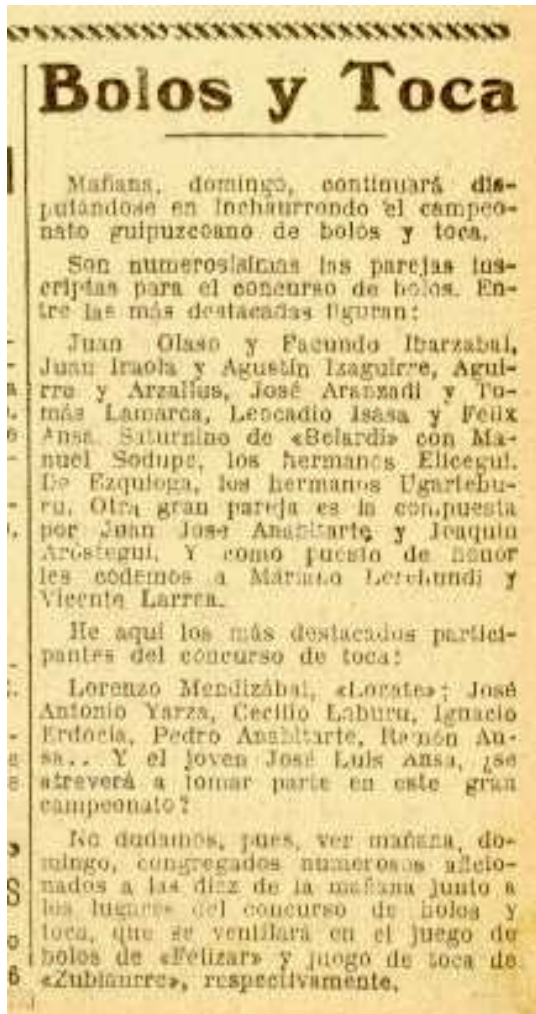 Bolos y Toca
Mañana, domingo, continuará dis-
putándose en Inchaurrondo el campeo-
nato guipuzcoano de bolos y toca.
Son numerosísimas las parejas ins-
criptas para el concurso de bolos. En-
tre las más destacadas figuran:
Juan Olaso y Facundo Ibarzabal,
Juan Iraola y Agustín Izaguirre, Agui-
rre y Arzallus, José Aranzadi y To-
más Lamarca, Leocadio Isasa y Félix
Ansa. Saturnino de «Belardi» con Ma-
nuel Sodupe, los hermanos Elicegui.
De Ezquioga, los hermanos Ugartebu-
ru. Otra gran pareja es la compuesta
por Juan José Anabitarte y Joaquín
Aróstegui. Y como puesto de honor
les cedemos a Mariano Lerchundi y
Vicente Larrea.
He aquí los más destacados partici-
pantes del concurso de toca:
Lorenzo Mendizábal, «Lorate»; José
Antonio Yarza, Cecilio Laburu, Ignacio
Erdocia, Pedro Anabitarte, Ramón An-
sa.. Y el joven José Luis Ansa, ¿se
atreverá a tomar parte en este gran
campeonato?
No dudamos, pues, ver mañana, do-
mingo, congregados numerosos aficio-
nados a las diez de la mañana junto a
los lugares del concurso de bolos y
toca, que se ventilará en el juego de
bolos de «Felizar» y juego de toca de
«Zubiaurre», respectivamente.